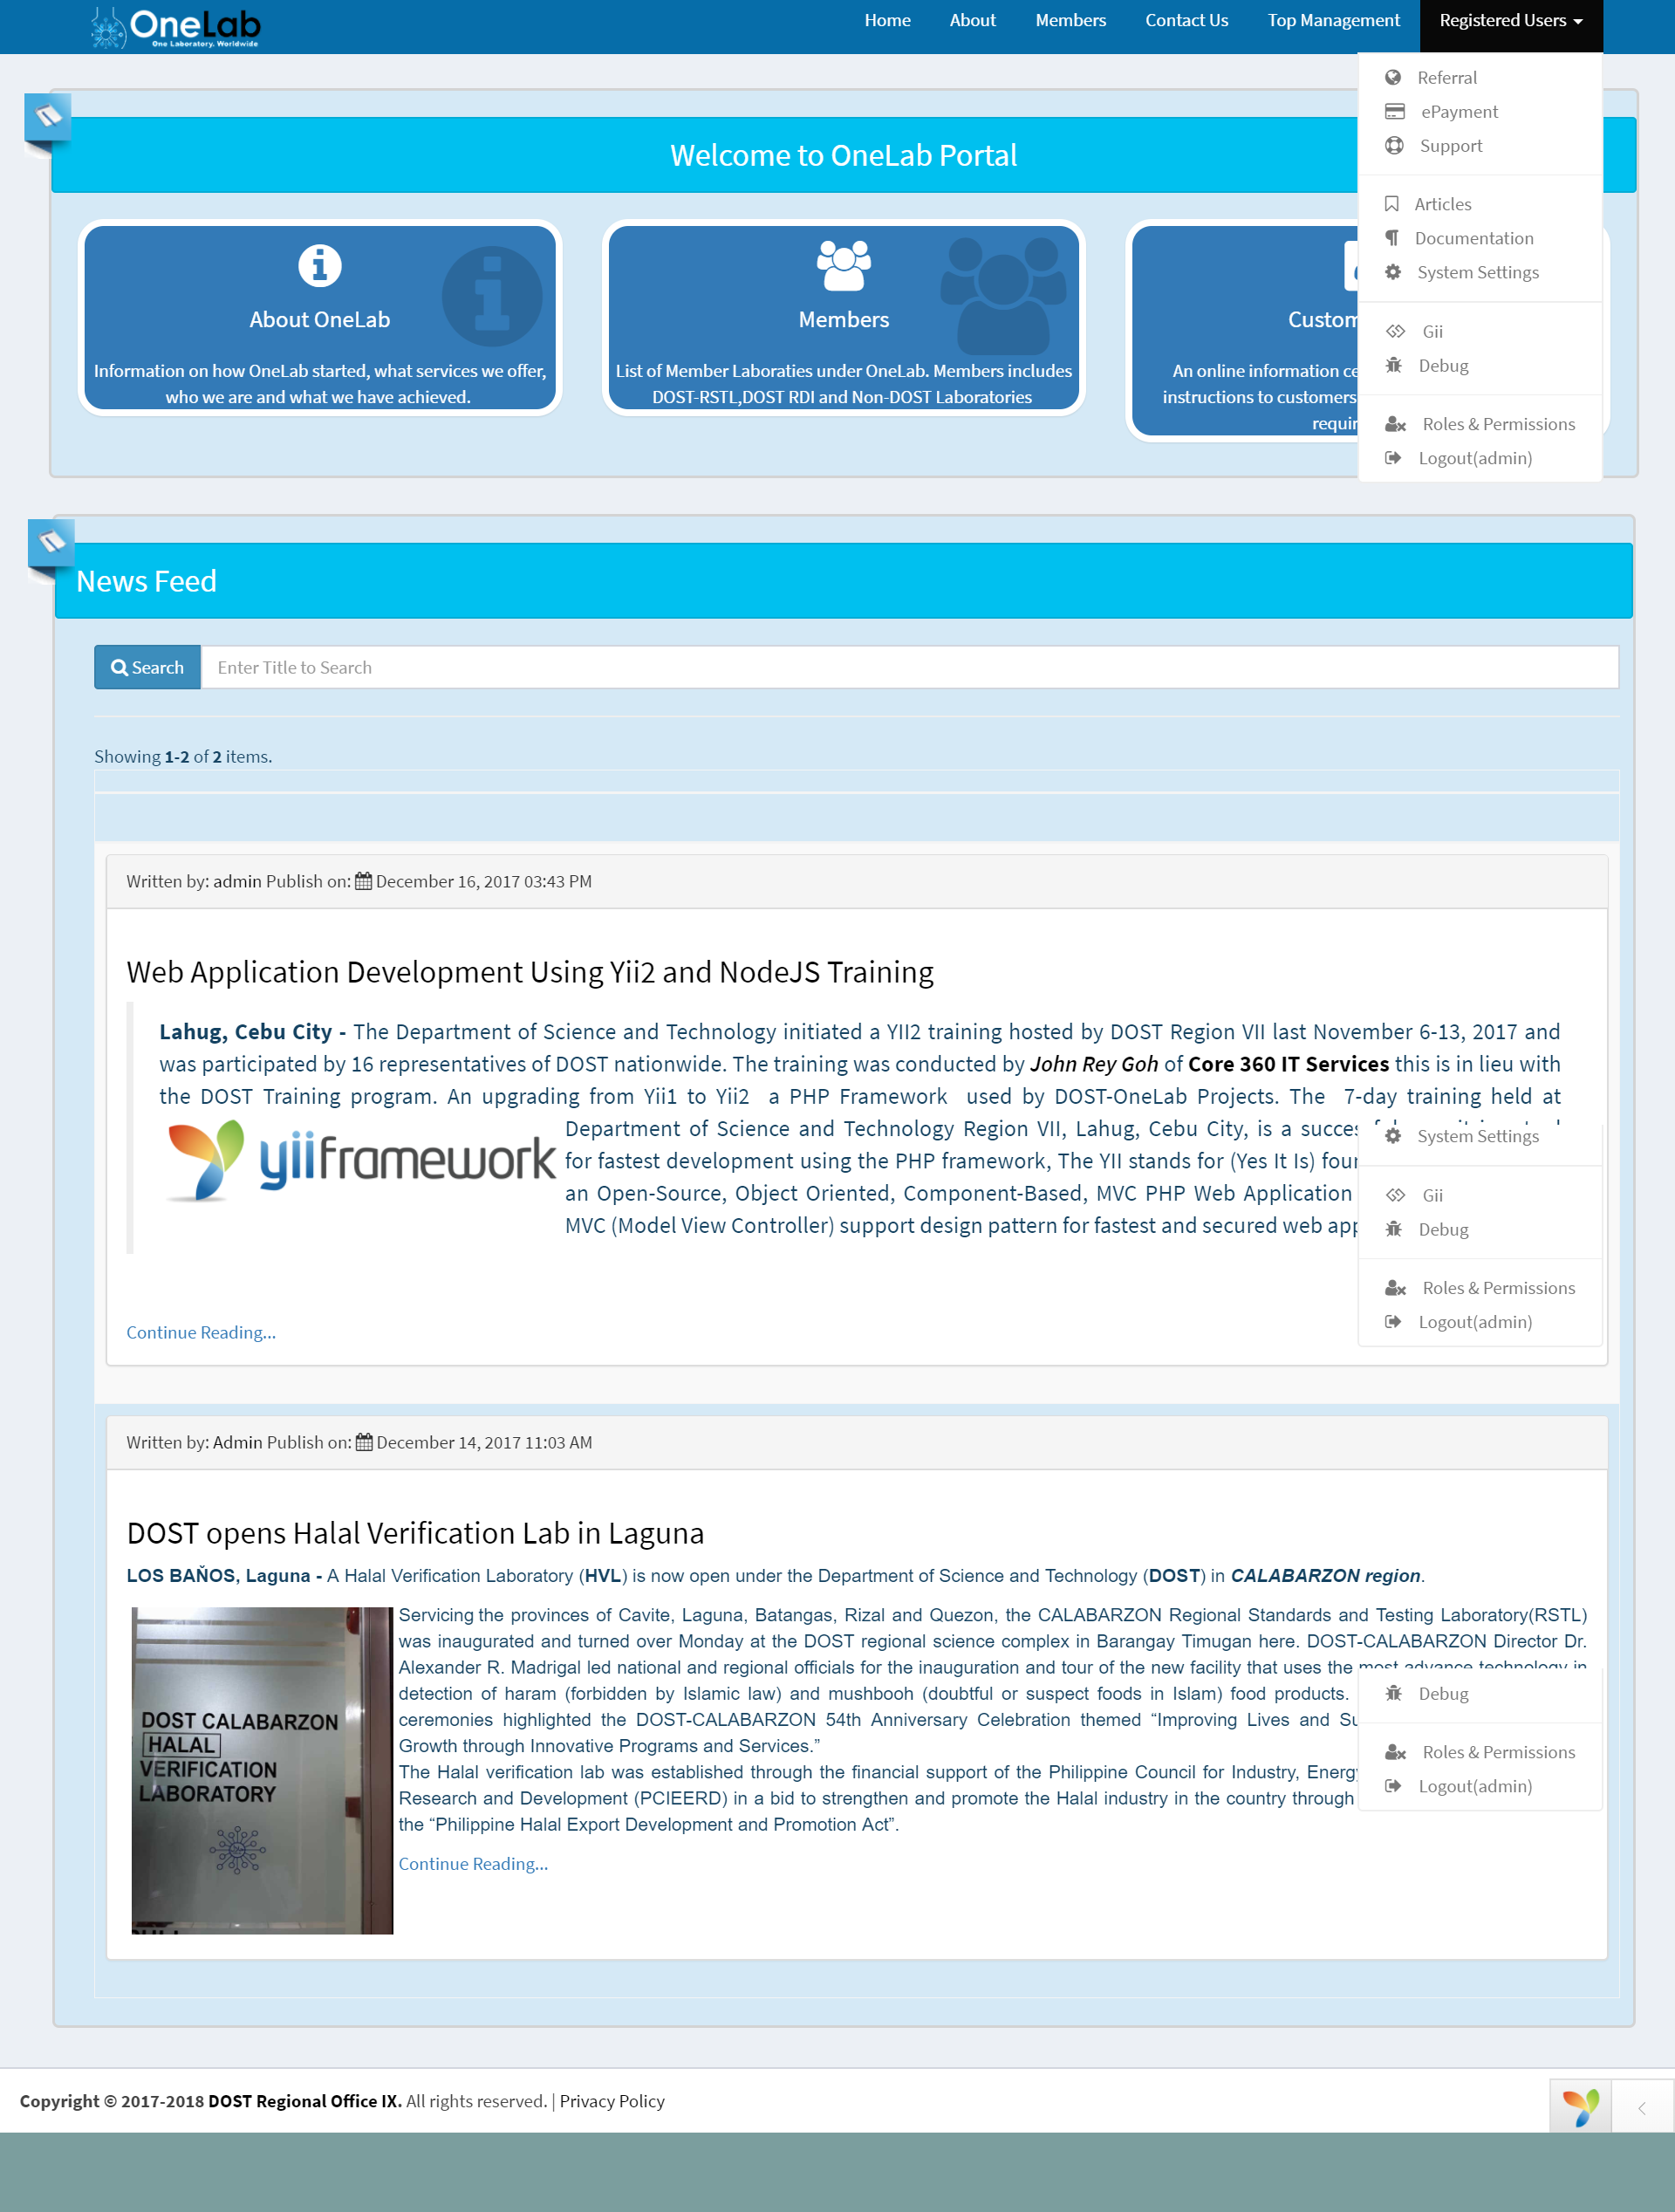 OneLab
One Laboratory. Worldwide
Home About Members Contact Us Top Management Registered Users
Referral
ePayment
Support
Articles
Documentation
System Settings
Gii
Debug
Roles & Permissions
Logout(admin)
Welcome to OneLab Portal
About OneLab
Information on how OneLab started, what services we offer,
who we are and what we have achieved.
Members
List of Member Laboraties under OneLab. Members includes
DOST-RSTL,DOST RDI and Non-DOST Laboratories
Custom
An online information ce
instructions to customers
requir
News Feed
Search Enter Title to Search
Showing 1-2 of 2 items.
Written by: admin Publish on: December 16, 2017 03:43 PM
Web Application Development Using Yii2 and NodeJS Training
Lahug, Cebu City - The Department of Science and Technology initiated a YII2 training hosted by DOST Region VII last November 6-13, 2017 and
was participated by 16 representatives of DOST nationwide. The training was conducted by John Rey Goh of Core 360 IT Services this is in lieu with
the DOST Training program. An upgrading from Yii1 to Yii2 a PHP Framework used by DOST-OneLab Projects. The 7-day training held at
yiiframework
Department of Science and Technology Region VII, Lahug, Cebu City, is a succes
for fastest development using the PHP framework, The YII stands for (Yes It Is) four
an Open-Source, Object Oriented, Component-Based, MVC PHP Web Application
MVC (Model View Controller) support design pattern for fastest and secured web app
System Settings
Gii
Debug
Roles & Permissions
Logout(admin)
Continue Reading...
Written by: Admin Publish on: December 14, 2017 11:03 AM
DOST opens Halal Verification Lab in Laguna
LOS BAŇOS, Laguna - A Halal Verification Laboratory (HVL) is now open under the Department of Science and Technology (DOST) in CALABARZON region.
DOST CALABARZON
HALAL
VERIFICATION
LABORATORY
Servicing the provinces of Cavite, Laguna, Batangas, Rizal and Quezon, the CALABARZON Regional Standards and Testing Laboratory(RSTL)
was inaugurated and turned over Monday at the DOST regional science complex in Barangay Timugan here. DOST-CALABARZON Director Dr.
Alexander R. Madrigal led national and regional officials for the inauguration and tour of the new facility that uses the most advance technology in
detection of haram (forbidden by Islamic law) and mushbooh (doubtful or suspect foods in Islam) food products.
ceremonies highlighted the DOST-CALABARZON 54th Anniversary Celebration themed “Improving Lives and Su
Growth through Innovative Programs and Services.”
The Halal verification lab was established through the financial support of the Philippine Council for Industry, Energy
Research and Development (PCIEERD) in a bid to strengthen and promote the Halal industry in the country through
the “Philippine Halal Export Development and Promotion Act”.
Debug
Roles & Permissions
Logout(admin)
Continue Reading...
Copyright © 2017-2018 DOST Regional Office IX. All rights reserved. | Privacy Policy